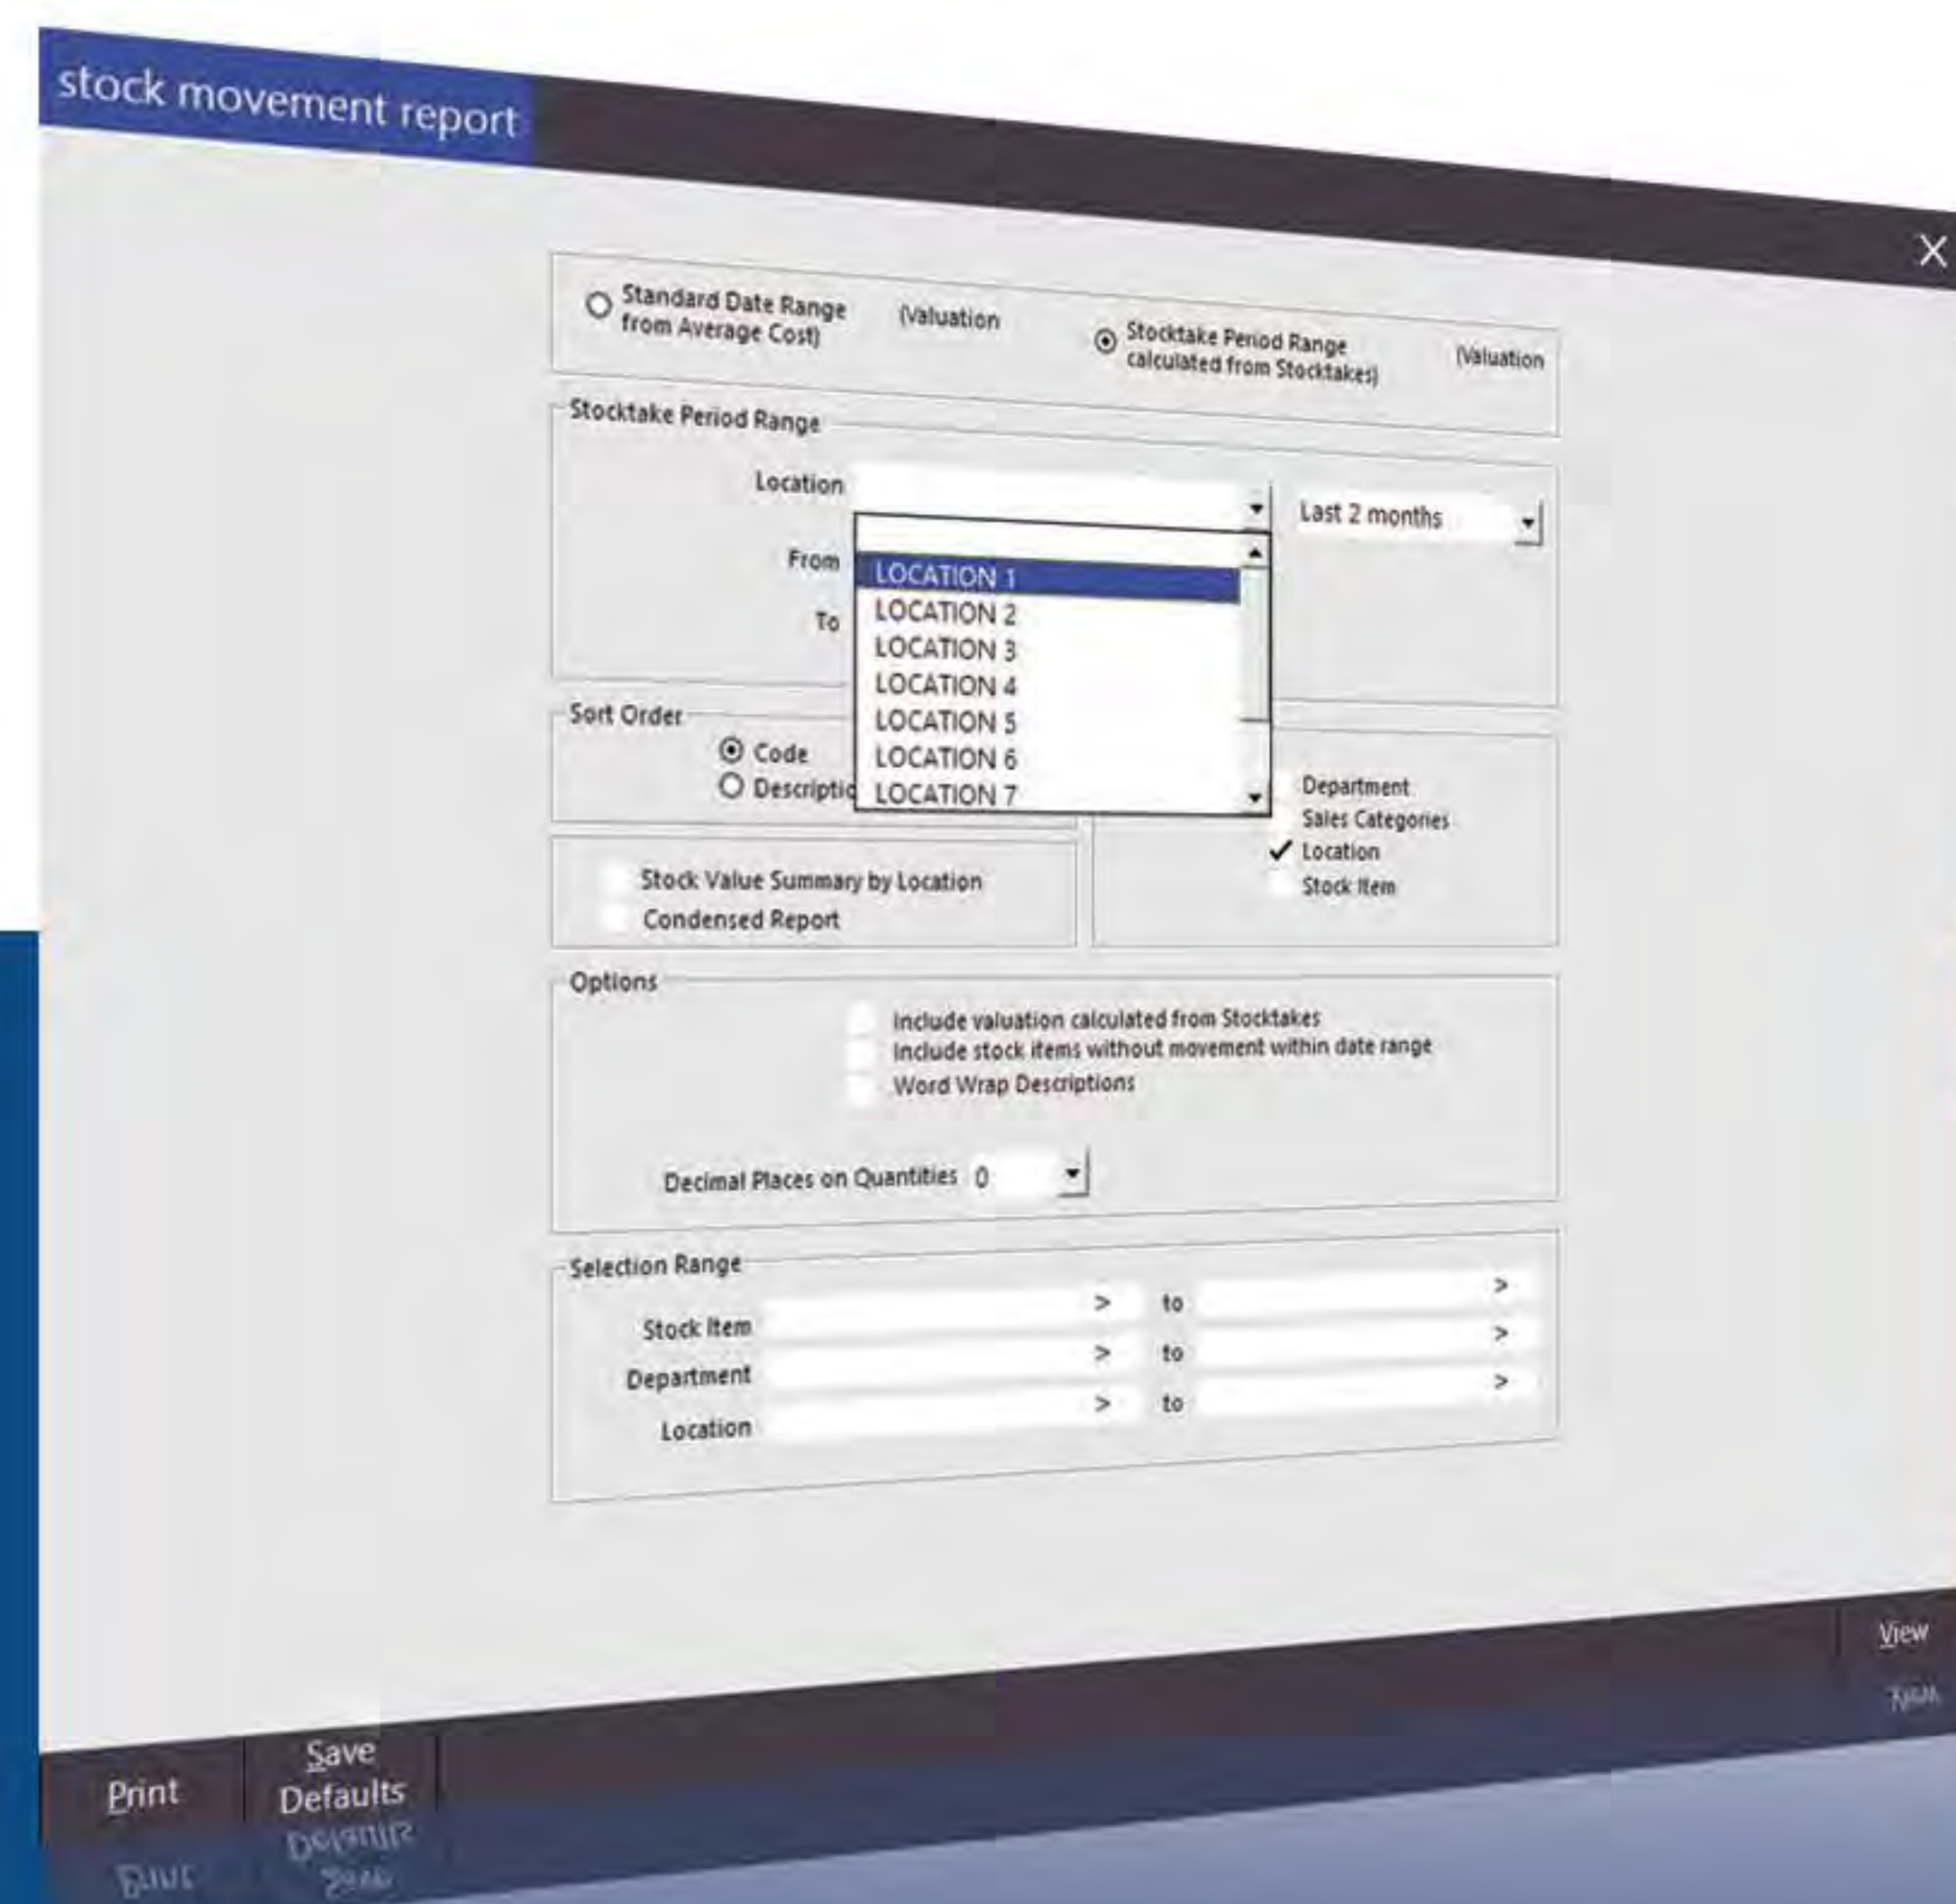 stock movement report
X
Standard Date Range (Valuation
from Average Cost)
Stocktake Period Range (Valuation
calculated from Stocktakes)
Stocktake Period Range
Location
Last 2 months
From
To
LOCATION 1
LOCATION 2
LOCATION 3
LOCATION 4
LOCATION 5
LOCATION 6
LOCATION 7
Sort Order
Code
Descriptio
Department
Sales Categories
Location
Stock Item
Stock Value Summary by Location
Condensed Report
Options
Include valuation calculated from Stocktakes
Include stock items without movement within date range
Word Wrap Descriptions
Decimal Places on Quantities 0
Selection Range
Stock Item > to >
Department > to >
Location > to >
Print
Save
Defaults
View